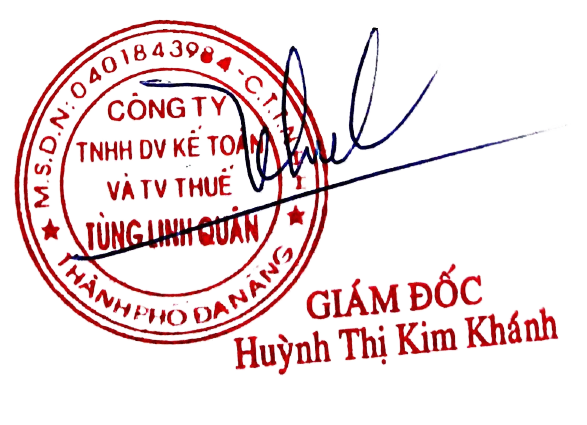 M.S.D.N: 0401843984 - C.T.T.N.H.H
CÔNG TY
TNHH DV KẾ TOÁN
VÀ TV THUẾ
TÙNG LINH QUÂN
THÀNH PHỐ ĐÀ NẴNG
GIÁM ĐỐC
Huỳnh Thị Kim Khánh